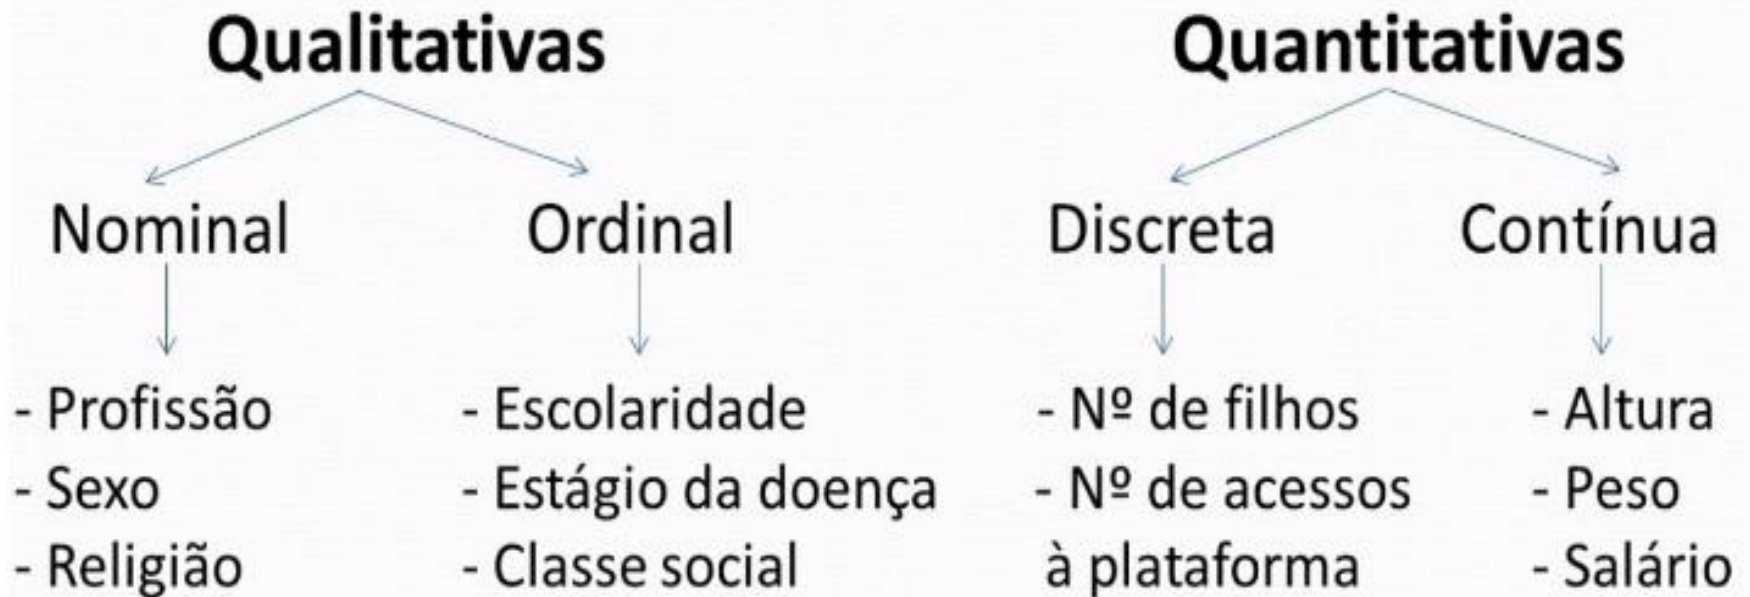 Qualitativas
Quantitativas
Nominal
Ordinal
Discreta
Contínua
- Profissão
- Sexo
- Religião
- Escolaridade
- Estágio da doença
- Classe social
- Nº de filhos
- Nº de acessos
à plataforma
- Altura
- Peso
- Salário